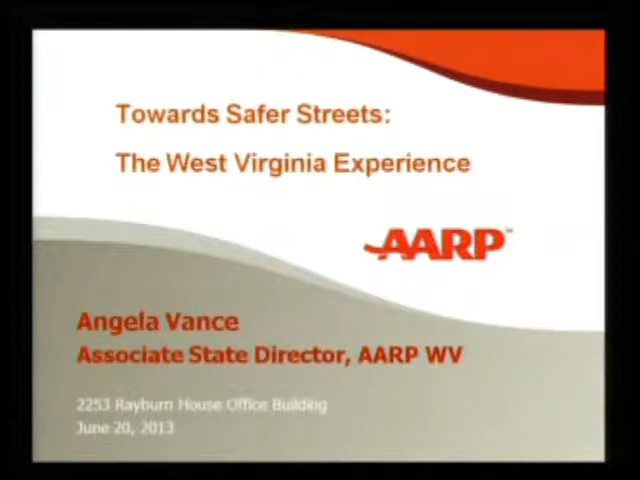 Towards Safer Streets:
The West Virginia Experience
AARP™
Angela Vance
Associate State Director, AARP WV
2253 Rayburn House Office Building
June 20, 2013